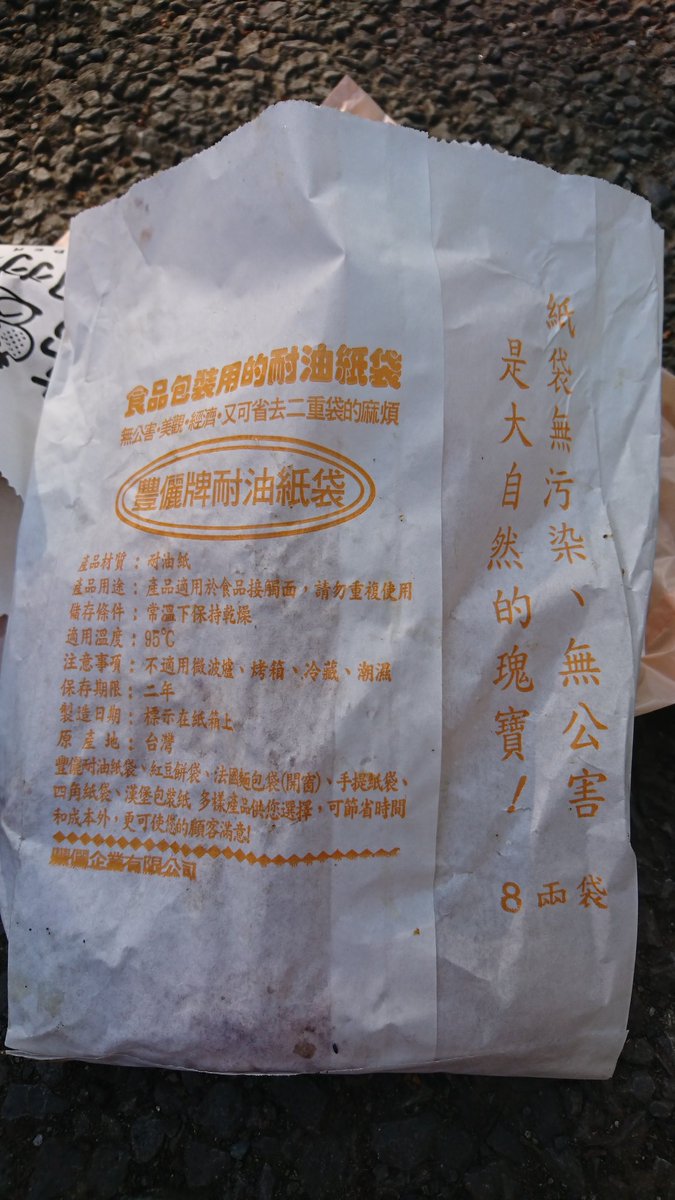 食品包裝用的耐油紙袋
無公害·美觀·經濟·又可省去二重袋的麻煩
豐儷牌耐油紙袋
產品材質：耐油紙
產品用途：產品適用於食品接觸面，請勿重複使用
儲存條件：常溫下保持乾燥
適用溫度：95℃
注意事項：不適用微波爐、烤箱、冷藏、潮濕
保存期限：二年
製造日期：標示在紙箱上
原產地：台灣
豐儷耐油紙袋、紅豆餅袋、法國麵包袋(開窗)、手提紙袋、
四角紙袋、漢堡包裝紙 多樣產品供您選擇，可節省時間
和成本外，更可使您的顧客滿意!
豐儷企業有限公司
紙袋無污染、無公害
是大自然的瑰寶！
8兩袋